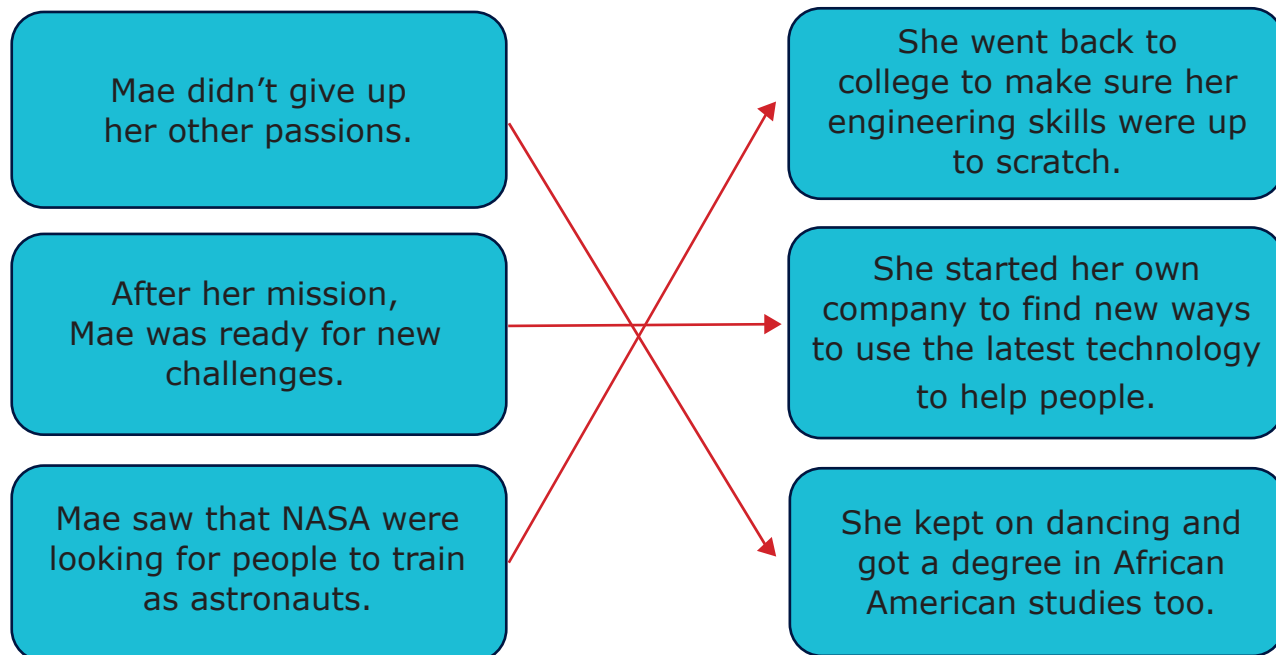 Mae didn’t give up
her other passions.
After her mission,
Mae was ready for new
challenges.
Mae saw that NASA were
looking for people to train
as astronauts.
She went back to
college to make sure her
engineering skills were up
to scratch.
She started her own
company to find new ways
to use the latest technology
to help people.
She kept on dancing and
got a degree in African
American studies too.